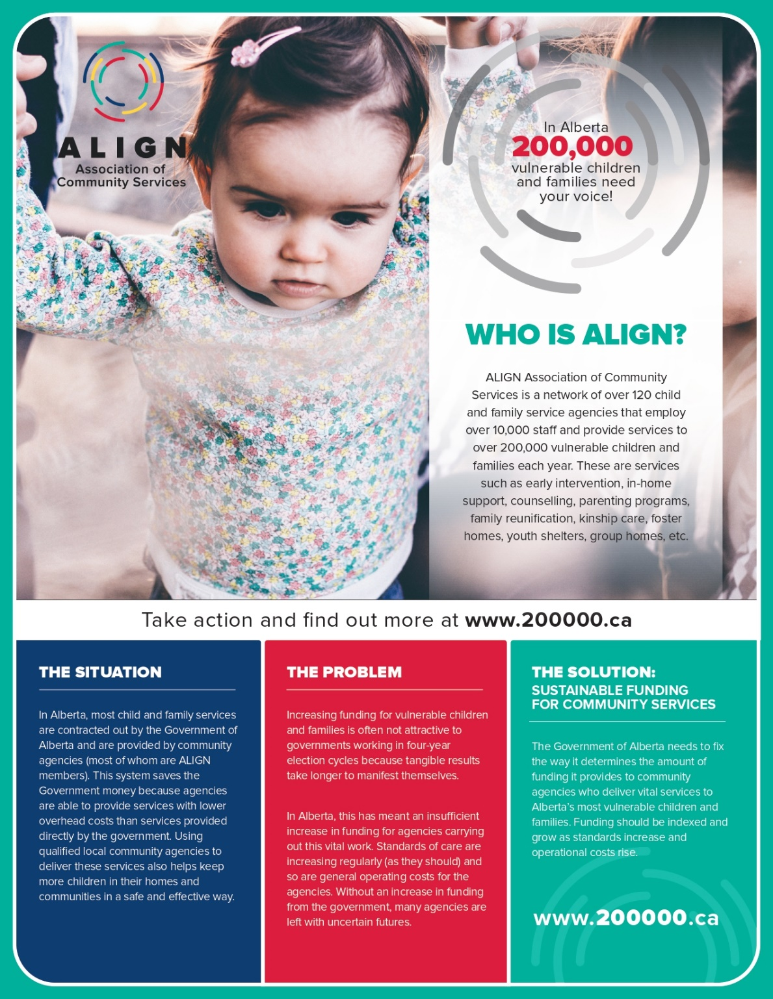 ALIGN
Association of
Community Services
In Alberta
200,000
vulnerable children
and families need
your voice!
WHO IS ALIGN?
ALIGN Association of Community
Services is a network of over 120 child
and family service agencies that employ
over 10,000 staff and provide services to
over 200,000 vulnerable children and
families each year. These are services
such as early intervention, in-home
support, counselling, parenting programs,
family reunification, kinship care, foster
homes, youth shelters, group homes, etc.
Take action and find out more at www.200000.ca
THE SITUATION
In Alberta, most child and family services
are contracted out by the Government of
Alberta and are provided by community
agencies (most of whom are ALIGN
members). This system saves the
Government money because agencies
are able to provide services with lower
overhead costs than services provided
directly by the government. Using
qualified local community agencies to
deliver these services also helps keep
more children in their homes and
communities in a safe and effective way.
THE PROBLEM
Increasing funding for vulnerable children
and families is often not attractive to
governments working in four-year
election cycles because tangible results
take longer to manifest themselves.
In Alberta, this has meant an insufficient
increase in funding for agencies carrying
out this vital work. Standards of care are
increasing regularly (as they should) and
so are general operating costs for the
agencies. Without an increase in funding
from the government, many agencies are
left with uncertain futures.
THE SOLUTION:
SUSTAINABLE FUNDING
FOR COMMUNITY SERVICES
The Government of Alberta needs to fix
the way it determines the amount of
funding it provides to community
agencies who deliver vital services to
Alberta's most vulnerable children and
families. Funding should be indexed and
grow as standards increase and
operational costs rise.
www.200000.ca